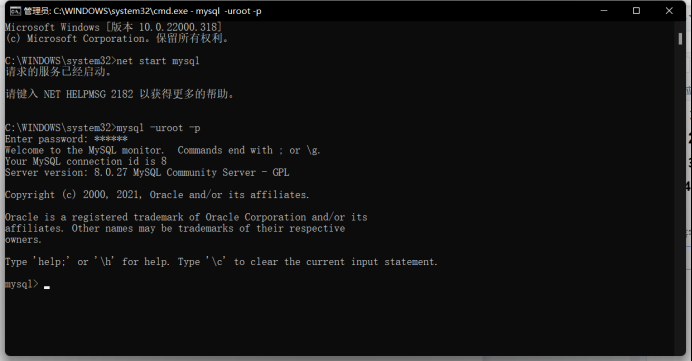 管理员: C:\WINDOWS\system32\cmd.exe - mysql -uroot -p
Microsoft Windows [版本 10.0.22000.318]
(c) Microsoft Corporation。保留所有权利。
C:\WINDOWS\system32>net start mysql
请求的服务已经启动。
请键入 NET HELPMSG 2182 以获得更多的帮助。
C:\WINDOWS\system32>mysql -uroot -p
Enter password: ******
Welcome to the MySQL monitor.  Commands end with ; or \g.
Your MySQL connection id is 8
Server version: 8.0.27 MySQL Community Server - GPL
Copyright (c) 2000, 2021, Oracle and/or its affiliates.
Oracle is a registered trademark of Oracle Corporation and/or its
affiliates. Other names may be trademarks of their respective
owners.
Type 'help;' or '\h' for help. Type '\c' to clear the current input statement.
mysql>